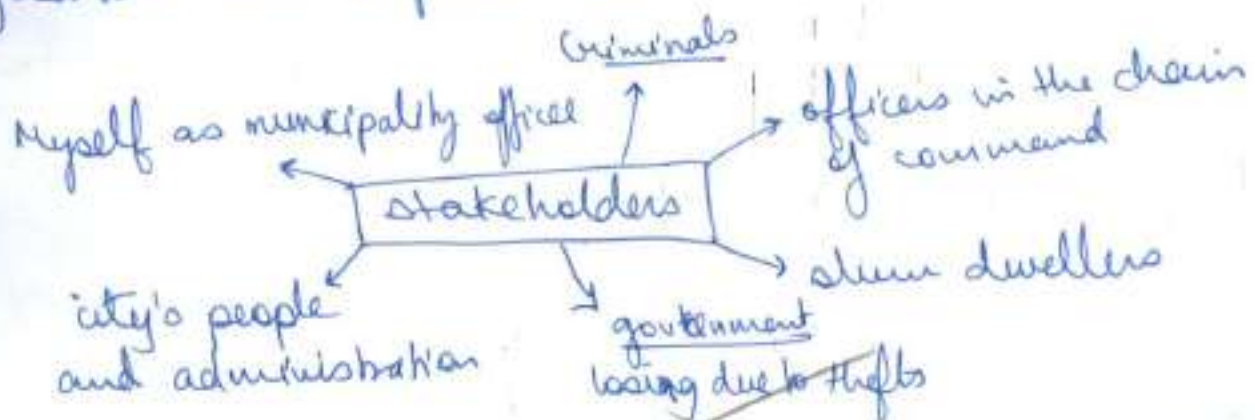 Criminals
Myself as municipality officer
officers in the chain
of command
stakeholders
slum dwellers
city's people
and administration
government
losing due to thefts